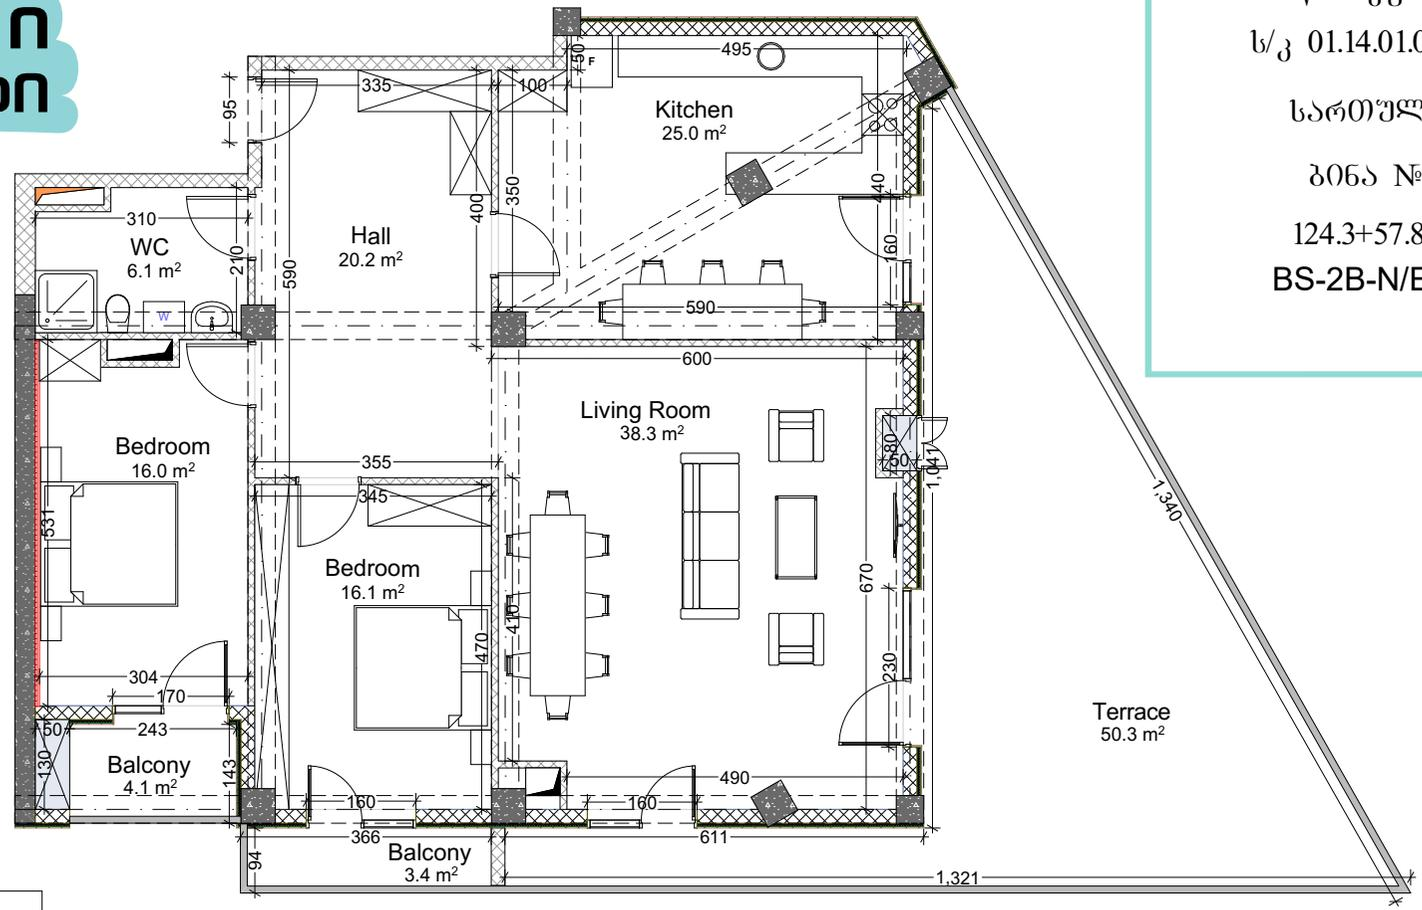 ს/კ 01.14.01.0
სართულ
ბინა №
124.3+57.8
BS-2B-N/B
495
50
F
335
100
95
Kitchen
25.0 m²
350
400
440
310
WC
6.1 m²
210
Hall
20.2 m²
590
160
W
590
600
Living Room
38.3 m²
Bedroom
16.0 m²
355
345
80
50
1,041
531
1,340
Bedroom
16.1 m²
670
410
470
230
304
170
Terrace
50.3 m²
50
243
Balcony
4.1 m²
130
143
490
160
160
366
611
Balcony
3.4 m²
94
1,321